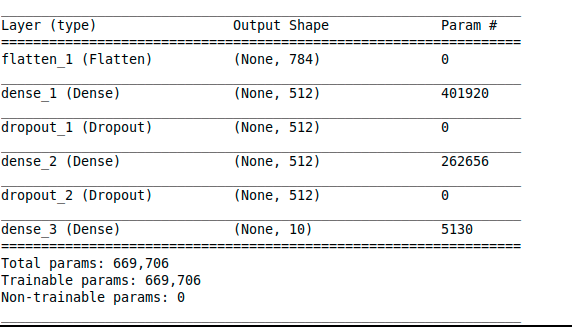 Layer (type) Output Shape Param #
=================================================================
flatten_1 (Flatten) (None, 784) 0
dense_1 (Dense) (None, 512) 401920
dropout_1 (Dropout) (None, 512) 0
dense_2 (Dense) (None, 512) 262656
dropout_2 (Dropout) (None, 512) 0
dense_3 (Dense) (None, 10) 5130
=================================================================
Total params: 669,706
Trainable params: 669,706
Non-trainable params: 0